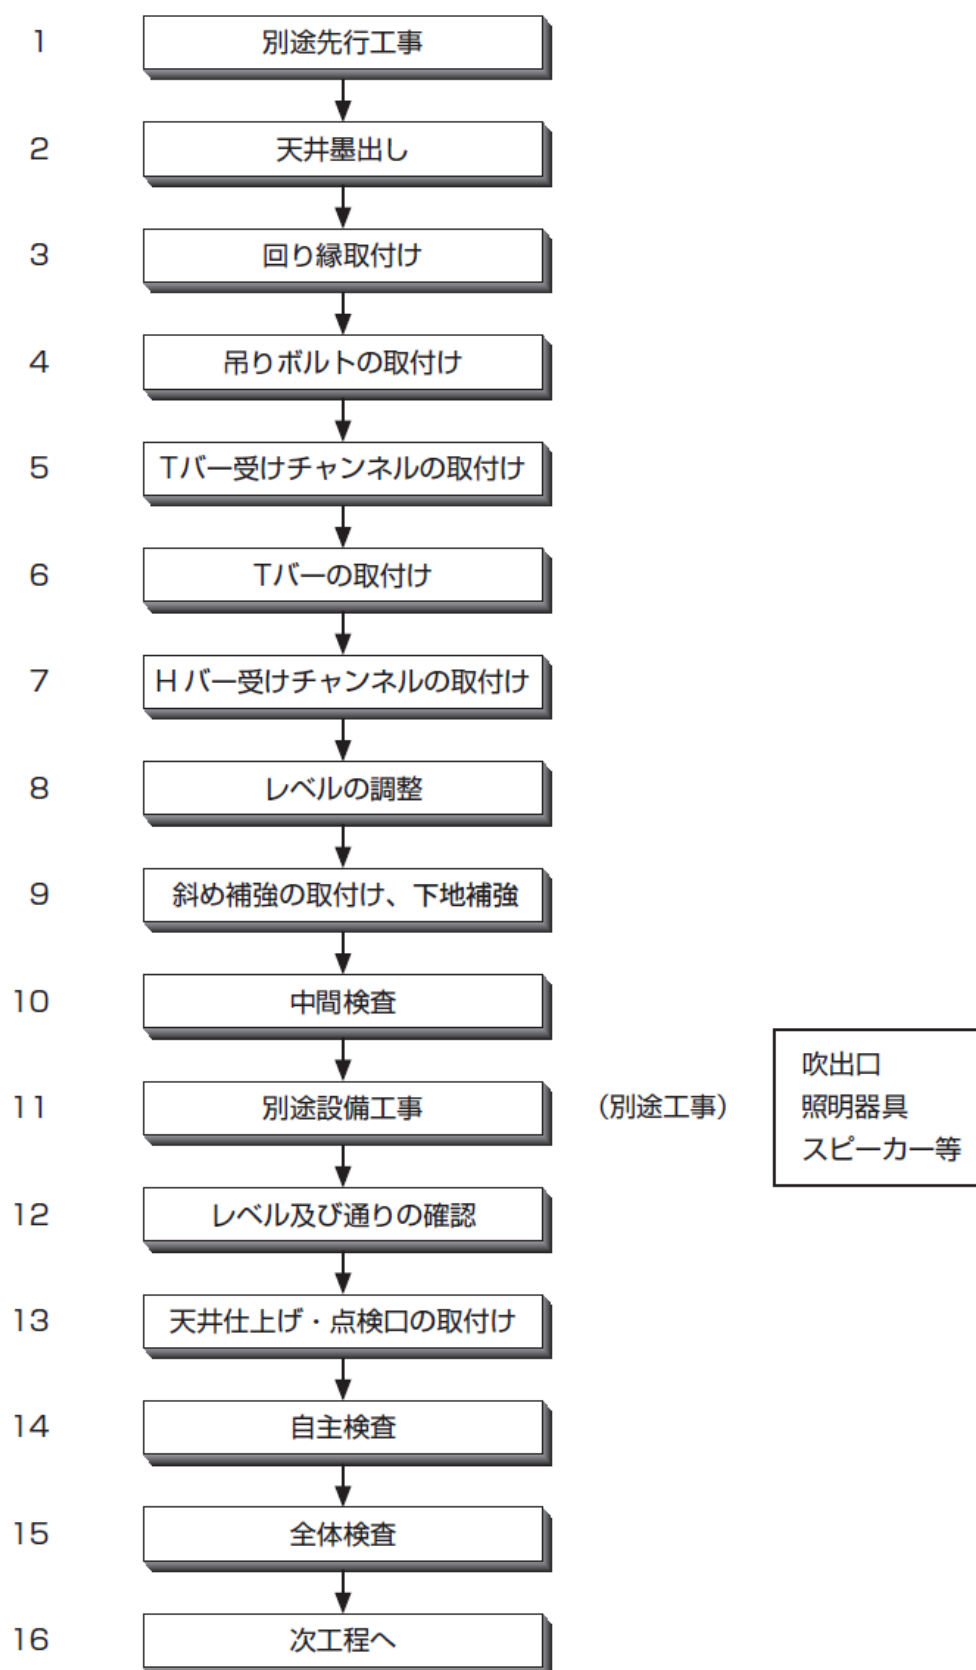 1 別途先行工事
2 天井墨出し
3 回り縁取付け
4 吊りボルトの取付け
5 Tバー受けチャンネルの取付け
6 Tバーの取付け
7 Hバー受けチャンネルの取付け
8 レベルの調整
9 斜め補強の取付け、下地補強
10 中間検査
11 別途設備工事 （別途工事）
吹出口
照明器具
スピーカー等
12 レベル及び通りの確認
13 天井仕上げ・点検口の取付け
14 自主検査
15 全体検査
16 次工程へ